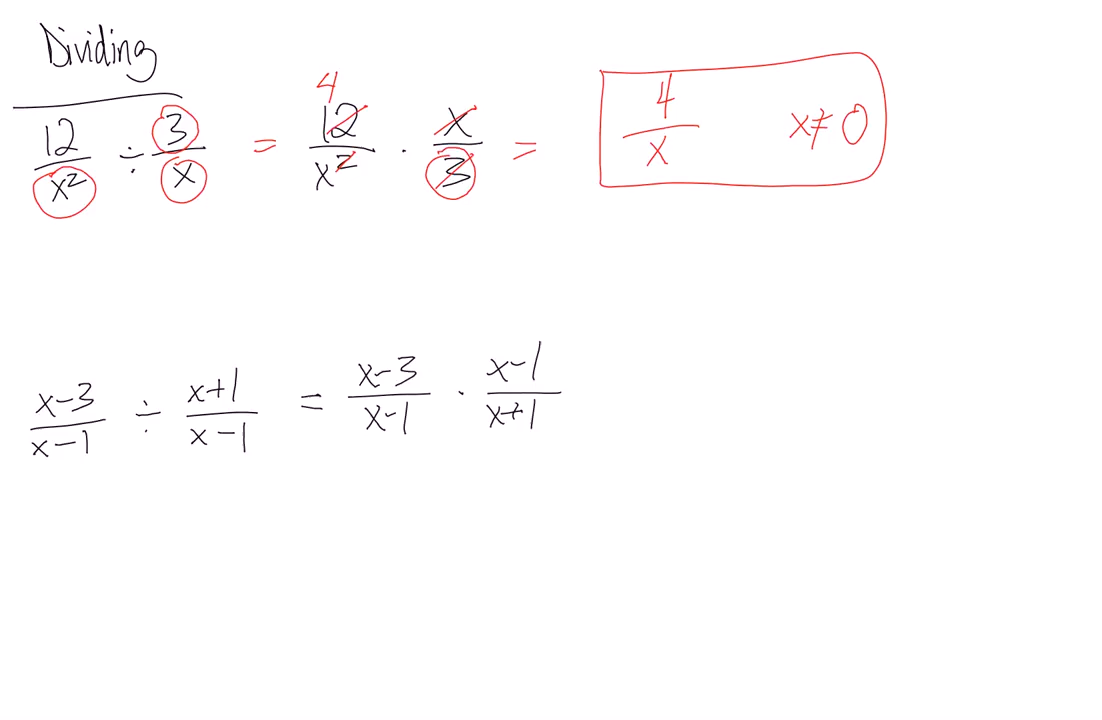 Dividing
12/x² ÷ 3/x = 4 12/x² · x/3 = 4/x x≠0
x-3/x-1 ÷ x+1/x-1 = x-3/x-1 · x-1/x+1